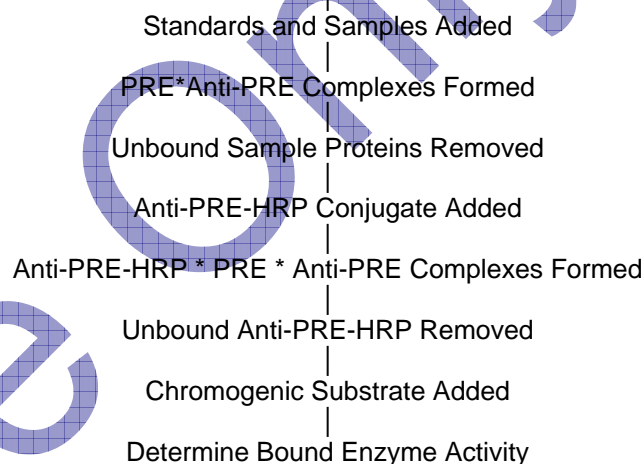 Standards and Samples Added
PRE*Anti-PRE Complexes Formed
Unbound Sample Proteins Removed
Anti-PRE-HRP Conjugate Added
Anti-PRE-HRP * PRE * Anti-PRE Complexes Formed
Unbound Anti-PRE-HRP Removed
Chromogenic Substrate Added
Determine Bound Enzyme Activity